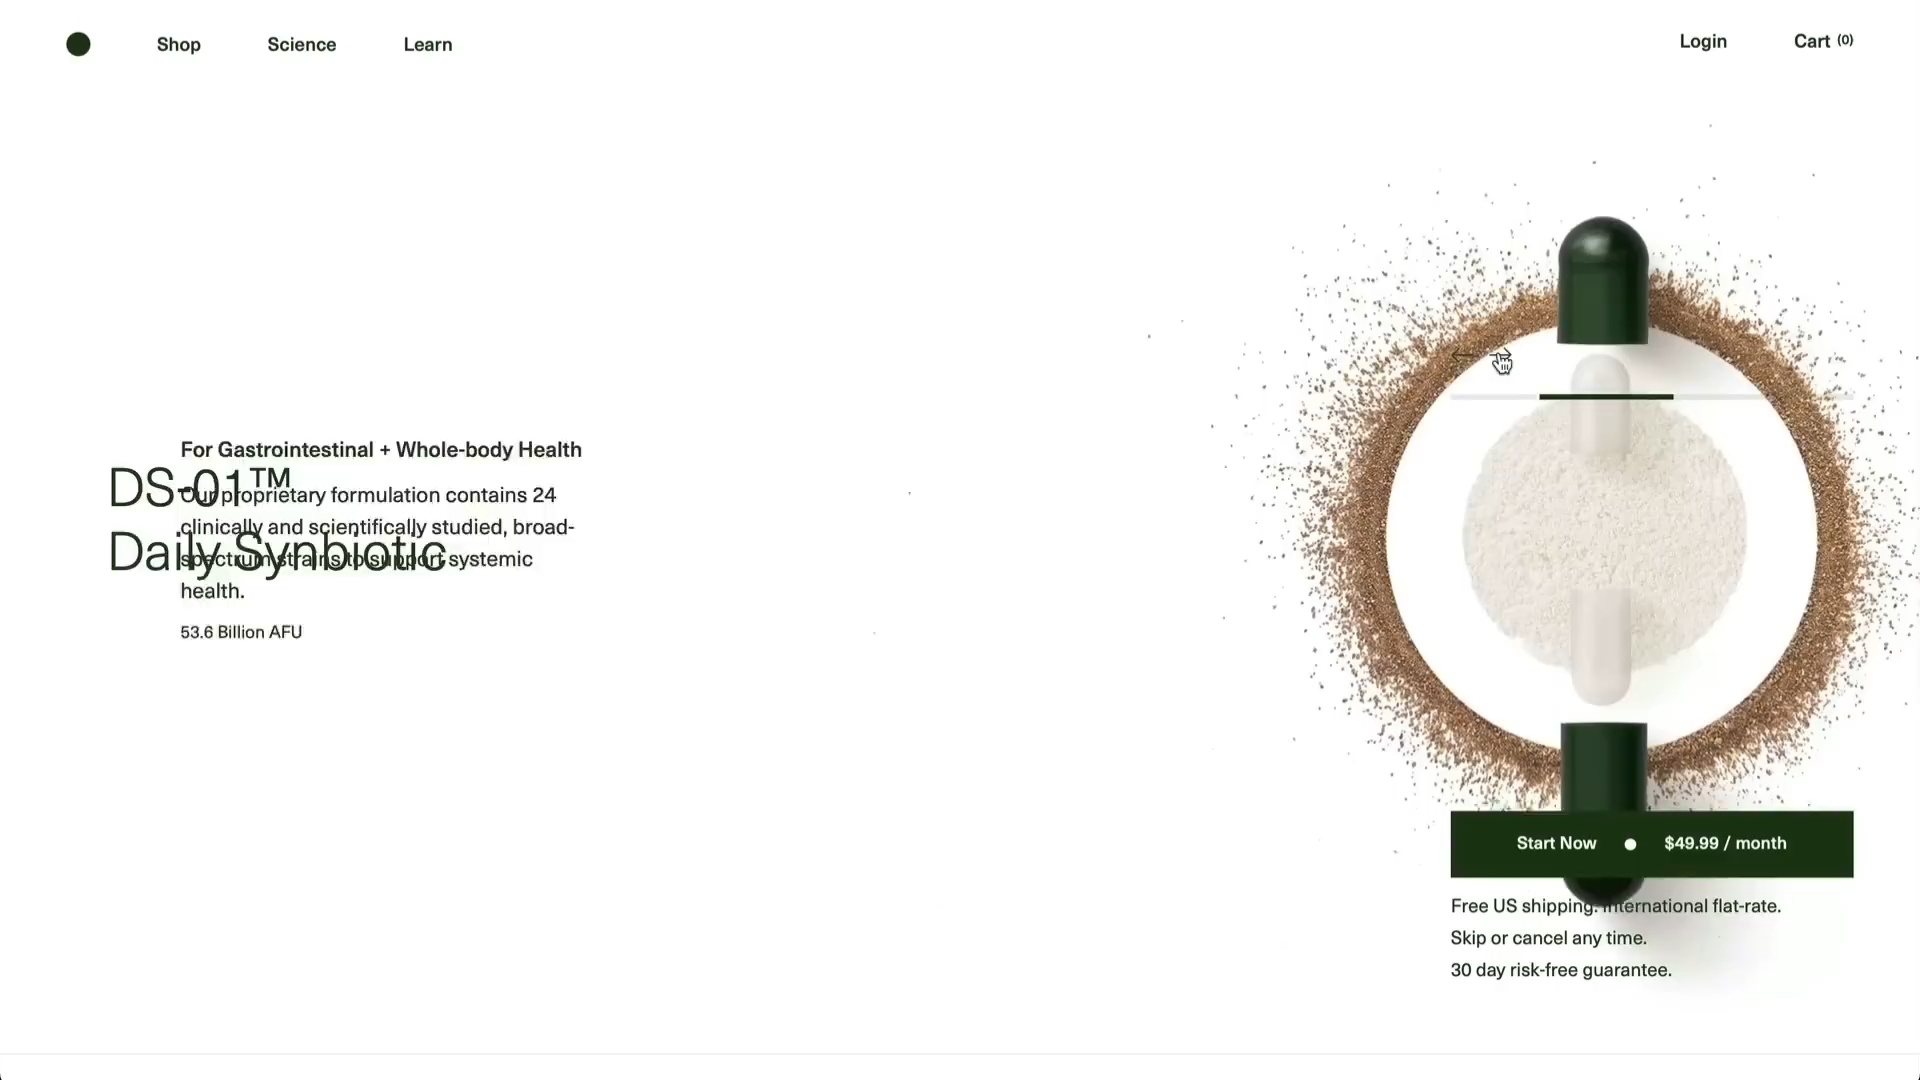 Shop
Science
Learn
Login
Cart (0)
For Gastrointestinal + Whole-body Health
DS-01™
Daily Synbiotic
Our proprietary formulation contains 24
clinically and scientifically studied, broad-
spectrum strains to support systemic
health.
53.6 Billion AFU
Start Now
$49.99 / month
Free US shipping. International flat-rate.
Skip or cancel any time.
30 day risk-free guarantee.